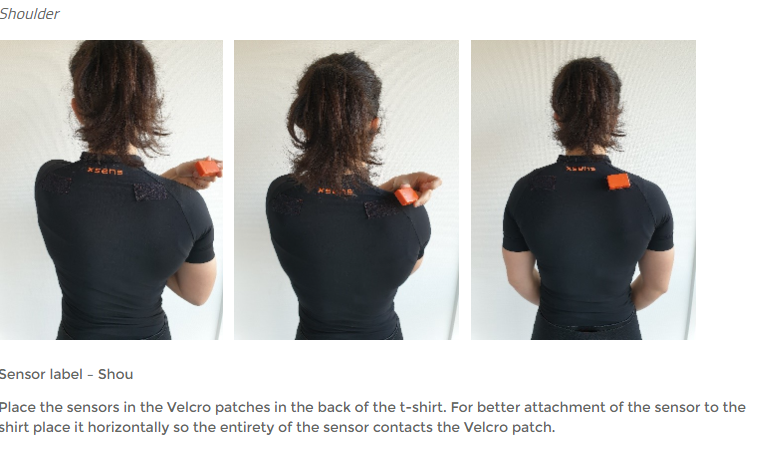 Shoulder
xsens
xsens
xsens
Sensor label – Shou
Place the sensors in the Velcro patches in the back of the t-shirt. For better attachment of the sensor to the
shirt place it horizontally so the entirety of the sensor contacts the Velcro patch.